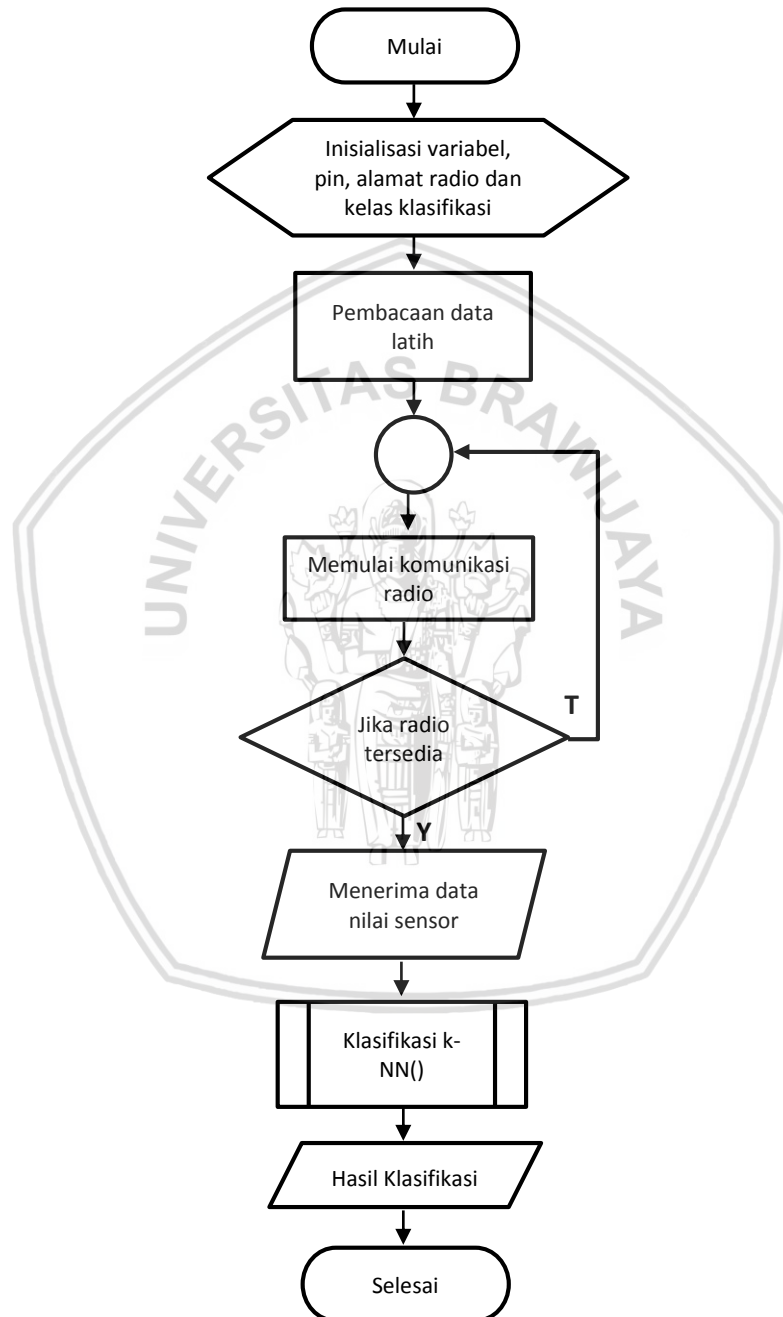 Mulai
Inisialisasi variabel,
pin, alamat radio dan
kelas klasifikasi
Pembacaan data
latih
UNIVERSITAS BRAWIJAYA
Memulai komunikasi
radio
Jika radio
tersedia
T
Y
Menerima data
nilai sensor
Klasifikasi k-
NN()
Hasil Klasifikasi
Selesai